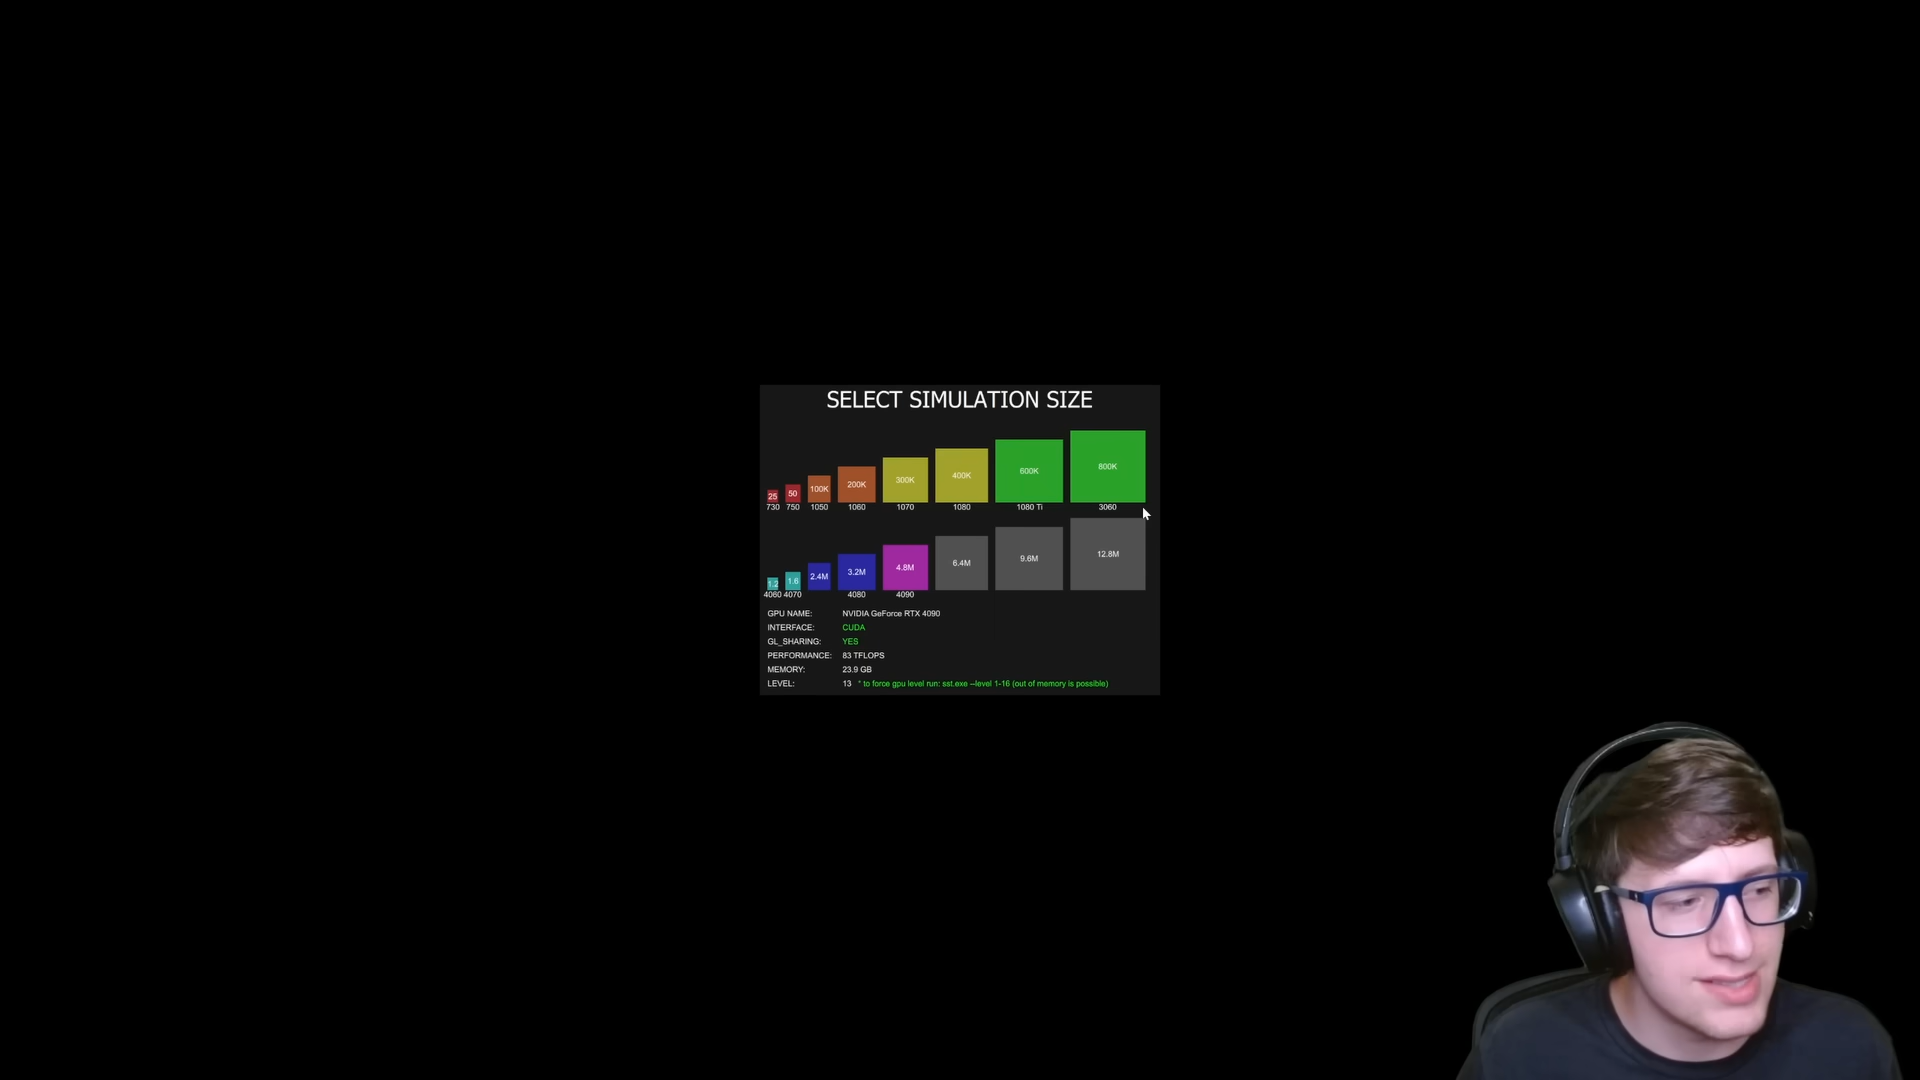 SELECT SIMULATION SIZE
25 50 100K 200K 300K 400K 600K 800K
730 750 1050 1060 1070 1080 1080 Ti 3060
1.2 1.6 2.4M 3.2M 4.8M 6.4M 9.6M 12.8M
4060 4070 4080 4090
GPU NAME: NVIDIA GeForce RTX 4090
INTERFACE: CUDA
GL_SHARING: YES
PERFORMANCE: 83 TFLOPS
MEMORY: 23.9 GB
LEVEL: 13 * to force gpu level run: sst.exe --level 1-16 (out of memory is possible)